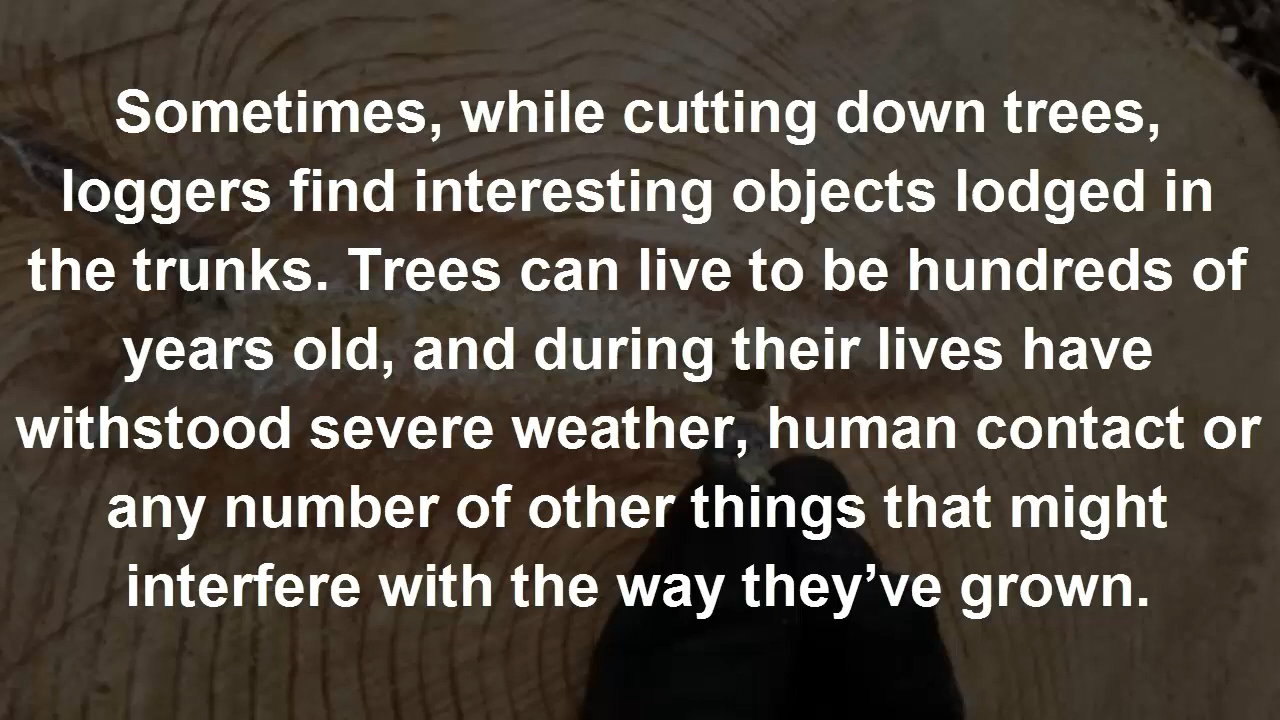 Sometimes, while cutting down trees,
loggers find interesting objects lodged in
the trunks. Trees can live to be hundreds of
years old, and during their lives have
withstood severe weather, human contact or
any number of other things that might
interfere with the way they’ve grown.